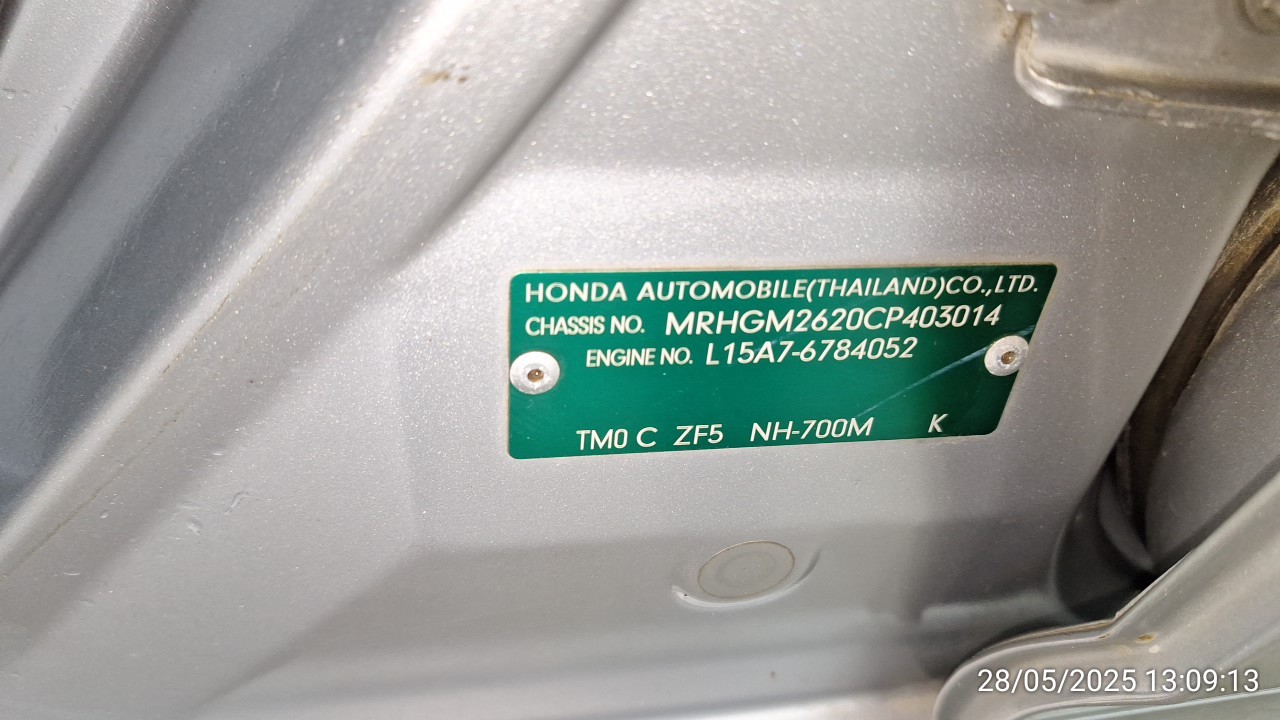 HONDA AUTOMOBILE(THAILAND)CO.,LTD.
CHASSIS NO. MRHGM2620CP403014
ENGINE NO. L15A7-6784052
TM0 C ZF5 NH-700M K
28/05/2025 13:09:13